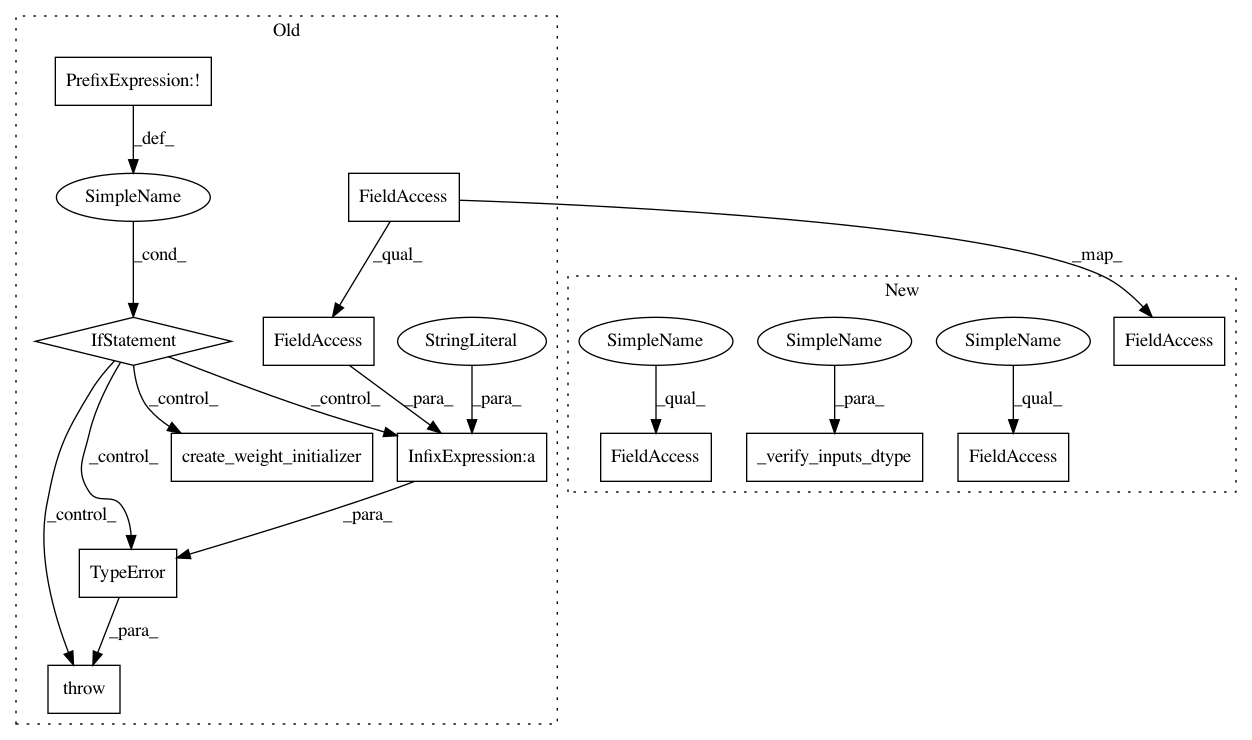 Old
PrefixExpression:!
_def_
SimpleName
FieldAccess
_cond_
_qual_
_map_
New
IfStatement
FieldAccess
StringLiteral
SimpleName
SimpleName
SimpleName
FieldAccess
_control_
_control_
_para_
_para_
_qual_
_para_
_qual_
_control_
create_weight_initializer
InfixExpression:a
FieldAccess
_verify_inputs_dtype
FieldAccess
_control_
_para_
TypeError
_para_
throw